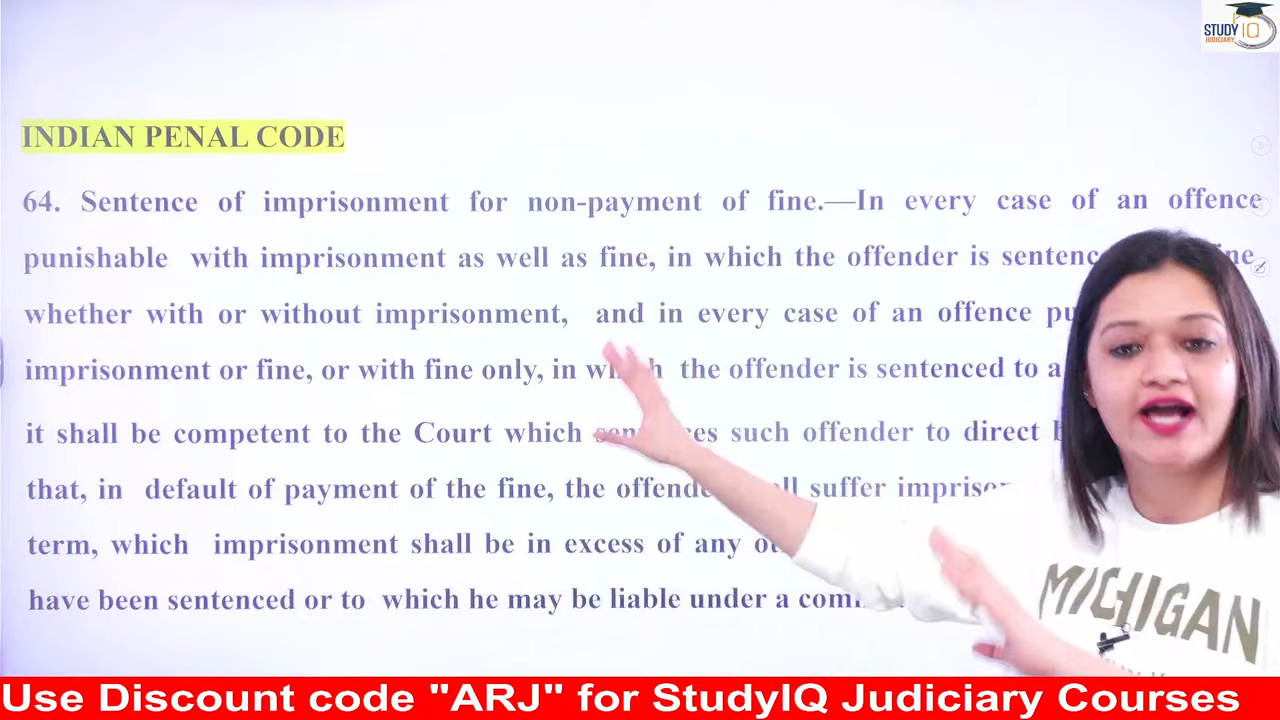 STUDY IQ
JUDICIARY
INDIAN PENAL CODE
64. Sentence of imprisonment for non-payment of fine.—In every case of an offence
punishable with imprisonment as well as fine, in which the offender is
whether with or without imprisonment, and in every case of an offence
imprisonment or fine, or with fine only, in the offender is sentenced to a
it shall be competent to the Court which such offender to direct
that, in default of payment of the fine, the suffer
term, which imprisonment shall be in excess of any
have been sentenced or to which he may be liable under a
MICHIGAN
Use Discount code "ARJ" for StudyIQ Judiciary Courses